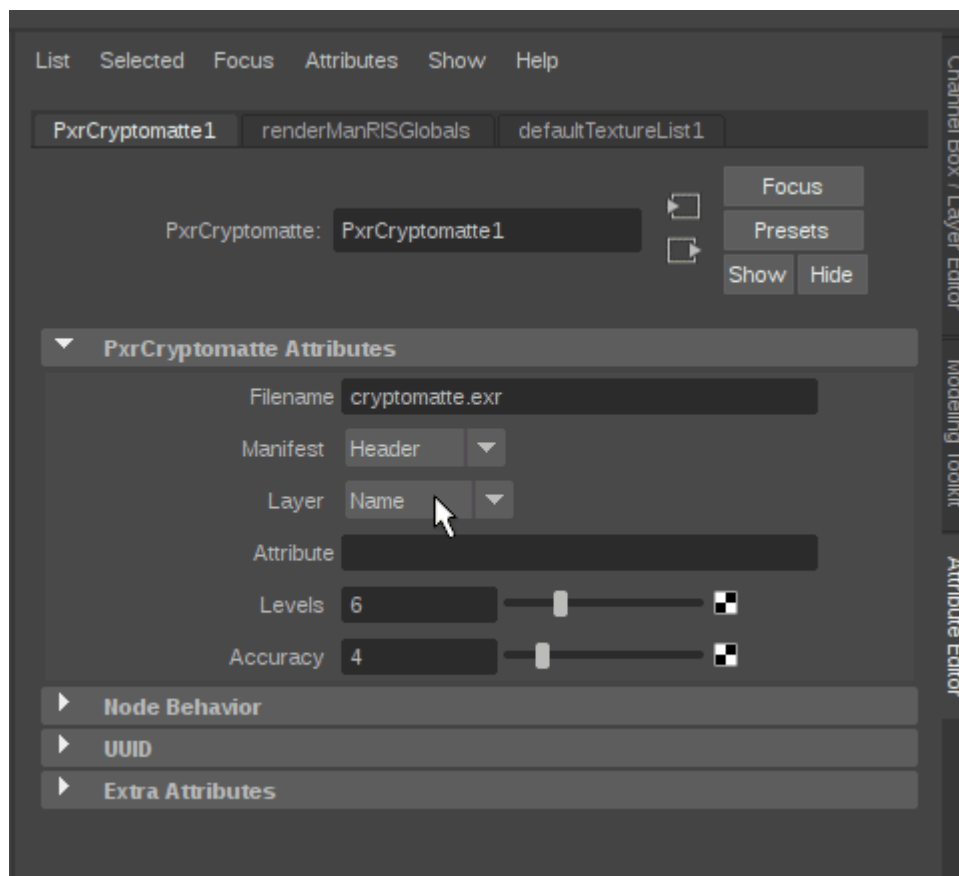 List Selected Focus Attributes Show Help
PxrCryptomatte1 renderManRISGlobals defaultTextureList1
PxrCryptomatte: PxrCryptomatte1
Focus
Presets
Show Hide
PxrCryptomatte Attributes
Filename cryptomatte.exr
Manifest Header
Layer Name
Attribute
Levels 6
Accuracy 4
Node Behavior
UUID
Extra Attributes
Channel Box / Layer Editor
Modeling Toolkit
Attribute Editor